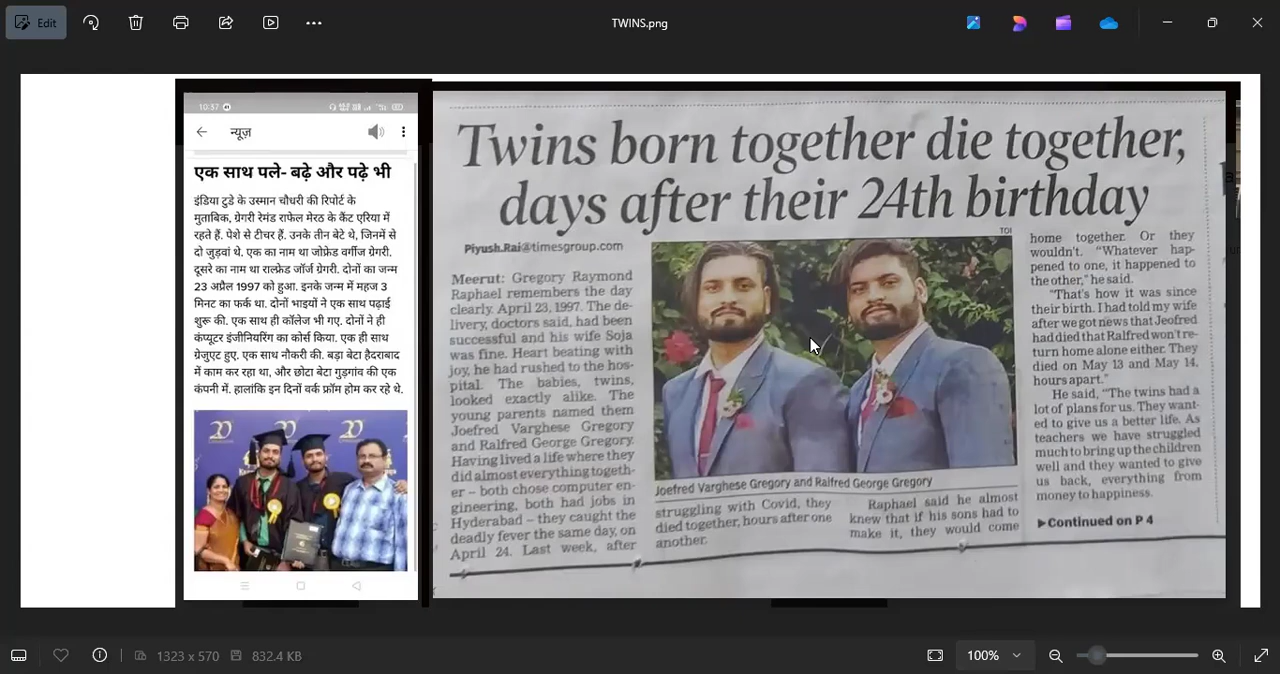 Edit
TWINS.png
10:37
न्यूज़
एक साथ पले- बढ़े और पढ़े भी
इंडिया टुडे के उस्मान चौधरी की रिपोर्ट के
मुताबिक, ग्रेगरी रेमंड राफेल मेरठ के कैंट एरिया में
रहते हैं. पेशे से टीचर हैं. उनके तीन बेटे थे, जिनमें से
दो जुड़वां थे. एक का नाम था जोफ्रेड वर्गीज ग्रेगरी.
दूसरे का नाम था राल्फ्रेड जॉर्ज ग्रेगरी. दोनों का जन्म
23 अप्रैल 1997 को हुआ. इनके जन्म में महज 3
मिनट का फर्क था. दोनों भाइयों ने एक साथ पढ़ाई
शुरू की. एक साथ ही कॉलेज भी गए. दोनों ने ही
कंप्यूटर इंजीनियरिंग का कोर्स किया. एक ही साथ
ग्रेजुएट हुए. एक साथ नौकरी की. बड़ा बेटा हैदराबाद
में काम कर रहा था, और छोटा बेटा गुड़गांव की एक
कंपनी में. हालांकि इन दिनों वर्क फ्रॉम होम कर रहे थे.
20
20
20
Twins born together die together,
days after their 24th birthday
Piyush.Rai@timesgroup.com
Meerut: Gregory Raymond
Raphael remembers the day
clearly. April 23, 1997. The de-
livery, doctors said, had been
successful and his wife Soja
was fine. Heart beating with
joy, he had rushed to the hos-
pital. The babies, twins,
looked exactly alike. The
young parents named them
Joefred Varghese Gregory
and Ralfred George Gregory.
Having lived a life where they
did almost everything togeth-
er – both chose computer en-
gineering, both had jobs in
Hyderabad – they caught the
deadly fever the same day, on
April 24. Last week, after
TOI
Joefred Varghese Gregory and Ralfred George Gregory
struggling with Covid, they
died together, hours after one
another.
Raphael said he almost
knew that if his sons had to
make it, they would come
home together. Or they
wouldn't. "Whatever hap-
pened to one, it happened to
the other," he said.
"That's how it was since
their birth. I had told my wife
after we got news that Jeofred
had died that Ralfred won't re-
turn home alone either. They
died on May 13 and May 14,
hours apart."
He said, "The twins had a
lot of plans for us. They want-
ed to give us a better life. As
teachers we have struggled
much to bring up the children
well and they wanted to give
us back, everything from
money to happiness.
▶Continued on P 4
1323 x 570
832.4 KB
100%